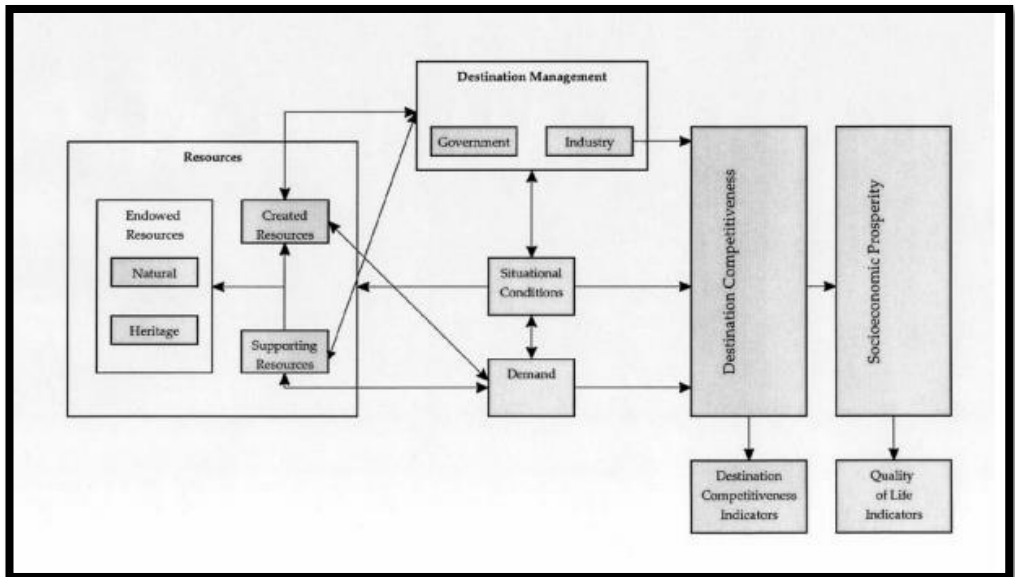 Destination Management
Government
Industry
Resources
Endowed
Resources
Natural
Heritage
Created
Resources
Supporting
Resources
Situational
Conditions
Demand
Destination Competitiveness
Socioeconomic Prosperity
Destination
Competitiveness
Indicators
Quality
of Life
Indicators